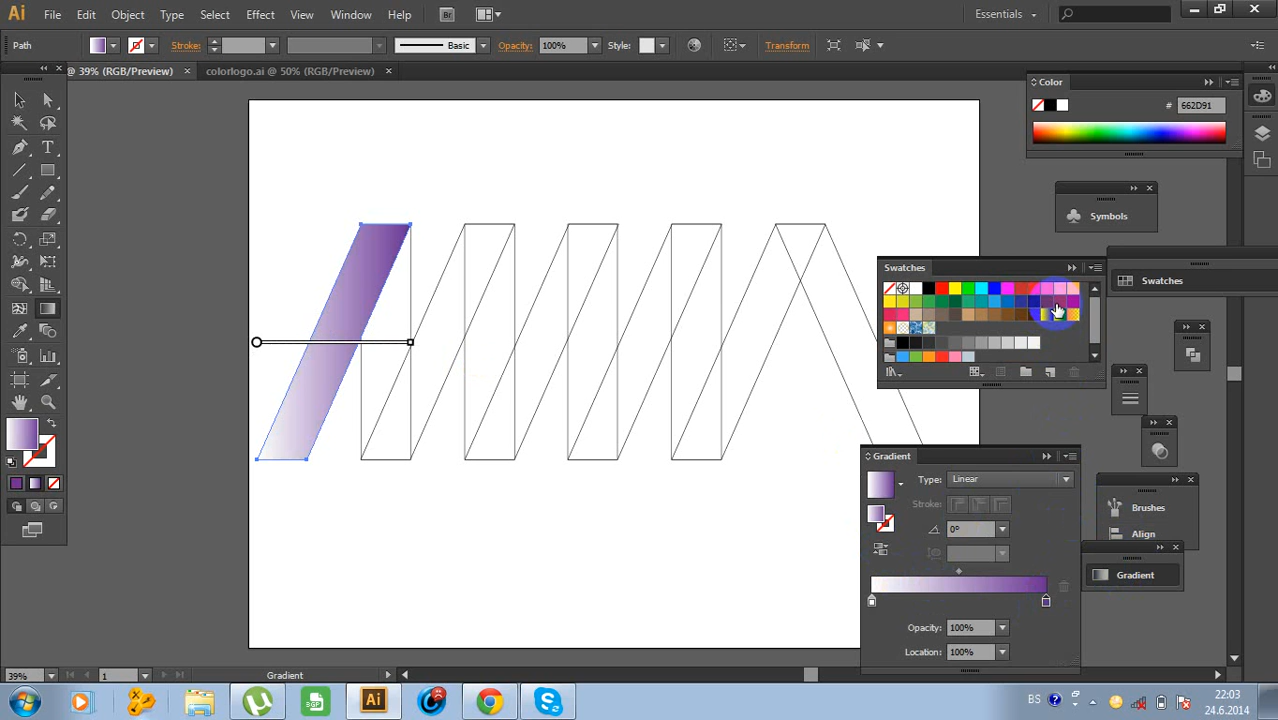 Ai File Edit Object Type Select Effect View Window Help Br Essentials
Path Stroke: Basic Opacity: 100% Style: Transform
@ 39% (RGB/Preview) × colorlogo.ai @ 50% (RGB/Preview) ×
Color
# 662D91
Symbols
Swatches
Swatches
Gradient
Type: Linear
Stroke:
0°
Opacity: 100%
Location: 100%
Brushes
Align
Gradient
39% 1 Gradient
Ai
BS
22:03
24.6.2014